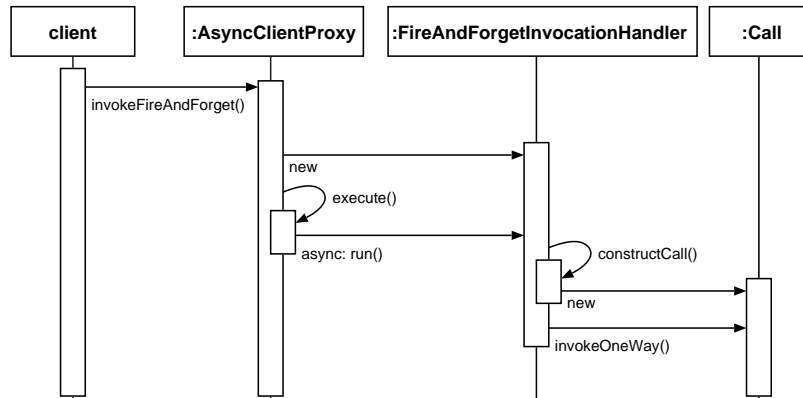 client
:AsyncClientProxy
:FireAndForgetInvocationHandler
:Call
invokeFireAndForget()
new
execute()
async: run()
constructCall()
new
invokeOneWay()